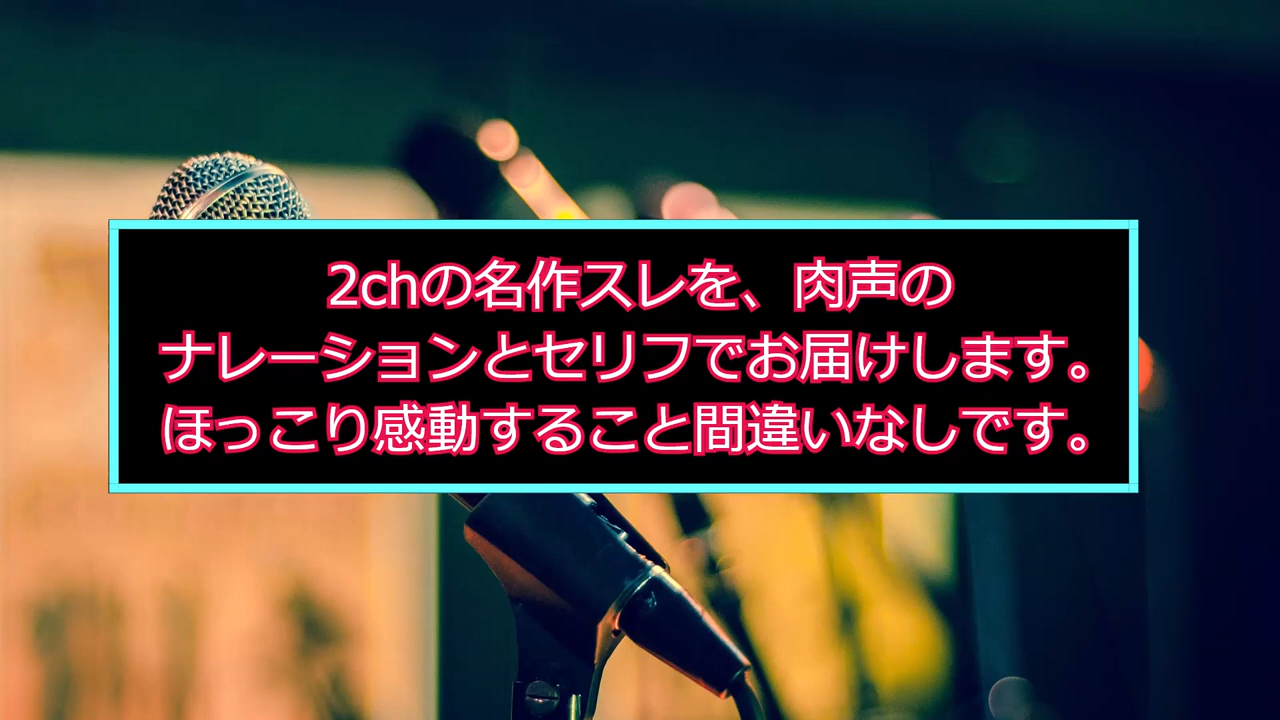 2chの名作スレを、肉声の
ナレーションとセリフでお届けします。
ほっこり感動すること間違いなしです。